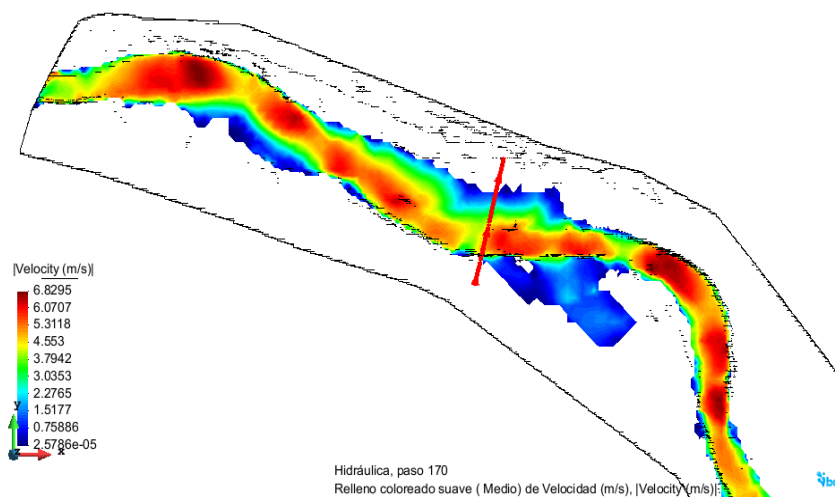 |Velocity (m/s)|
6.8295
6.0707
5.3118
4.553
3.7942
3.0353
2.2765
1.5177
0.75886
2.5786e-05
y
z
x
Hidráulica, paso 170
Relleno coloreado suave ( Medio) de Velocidad (m/s), |Velocity (m/s)|